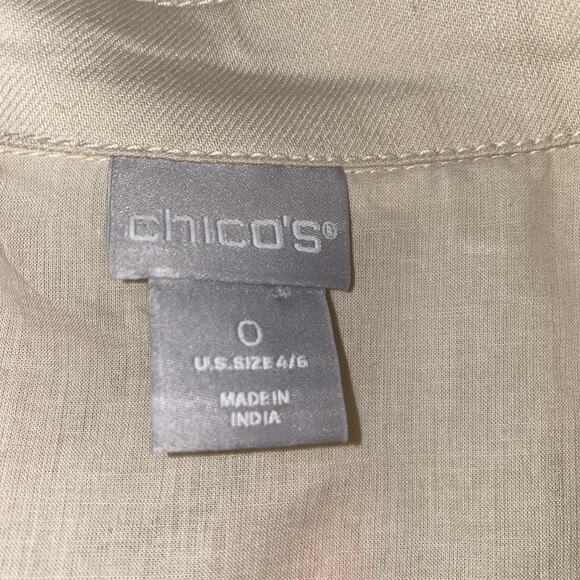 chico's®
0
U.S. SIZE 4/6
MADE IN
INDIA